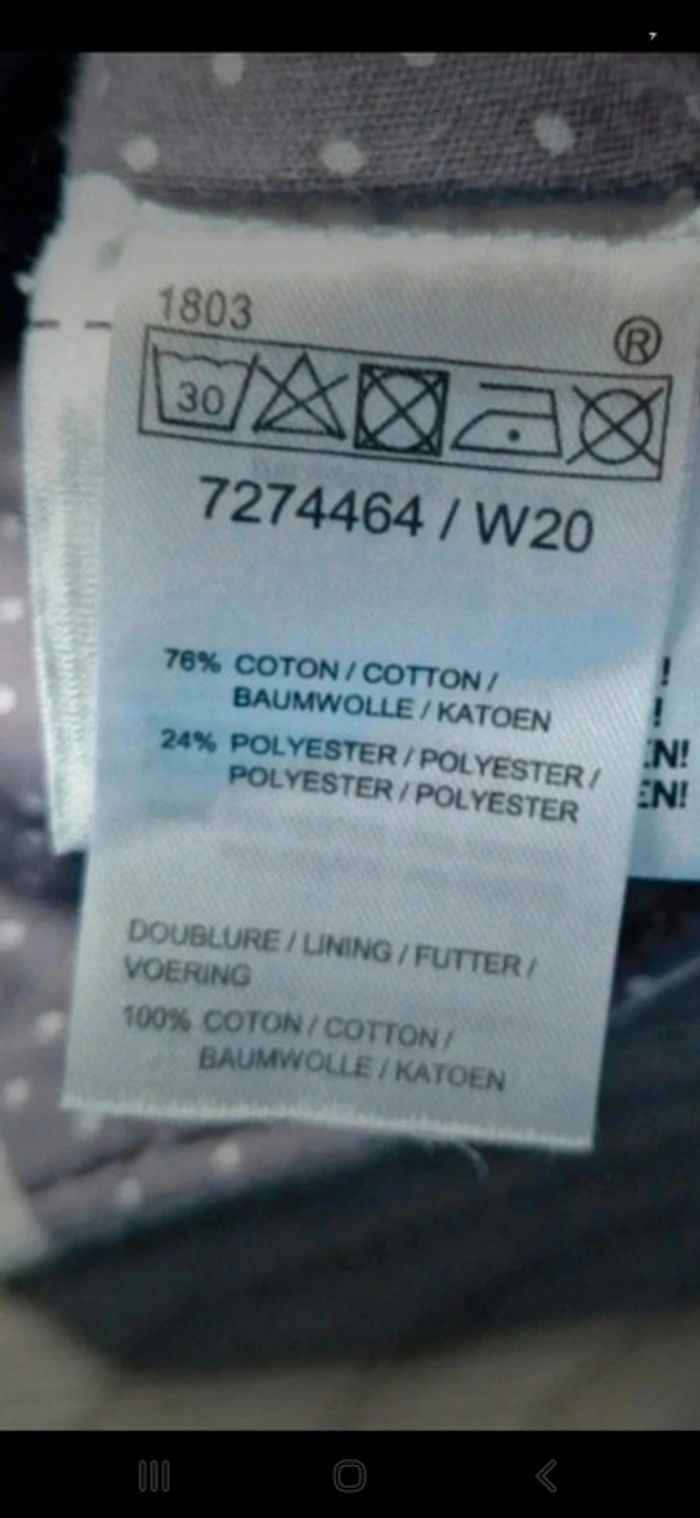 1803
®
30
7274464 / W20
76% COTON / COTTON /
BAUMWOLLE / KATOEN
24% POLYESTER / POLYESTER /
POLYESTER / POLYESTER
!
!
EN!
DOUBLURE / LINING / FUTTER /
VOERING
100% COTON / COTTON /
BAUMWOLLE / KATOEN